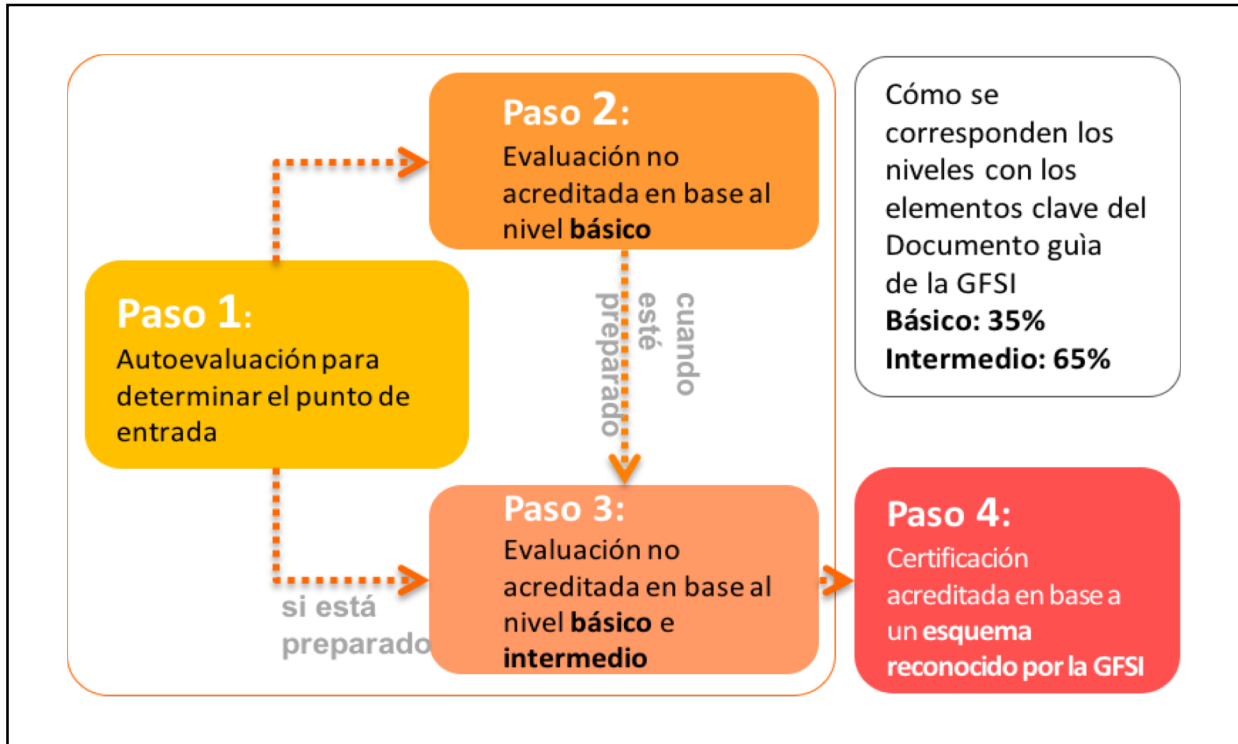 Paso 1:
Autoevaluación para
determinar el punto de
entrada
Paso 2:
Evaluación no
acreditada en base al
nivel básico
cuando
esté
preparado
si está
preparado
Paso 3:
Evaluación no
acreditada en base al
nivel básico e
intermedio
Cómo se
corresponden los
niveles con los
elementos clave del
Documento guìa
de la GFSI
Básico: 35%
Intermedio: 65%
Paso 4:
Certificación
acreditada en base a
un esquema
reconocido por la GFSI